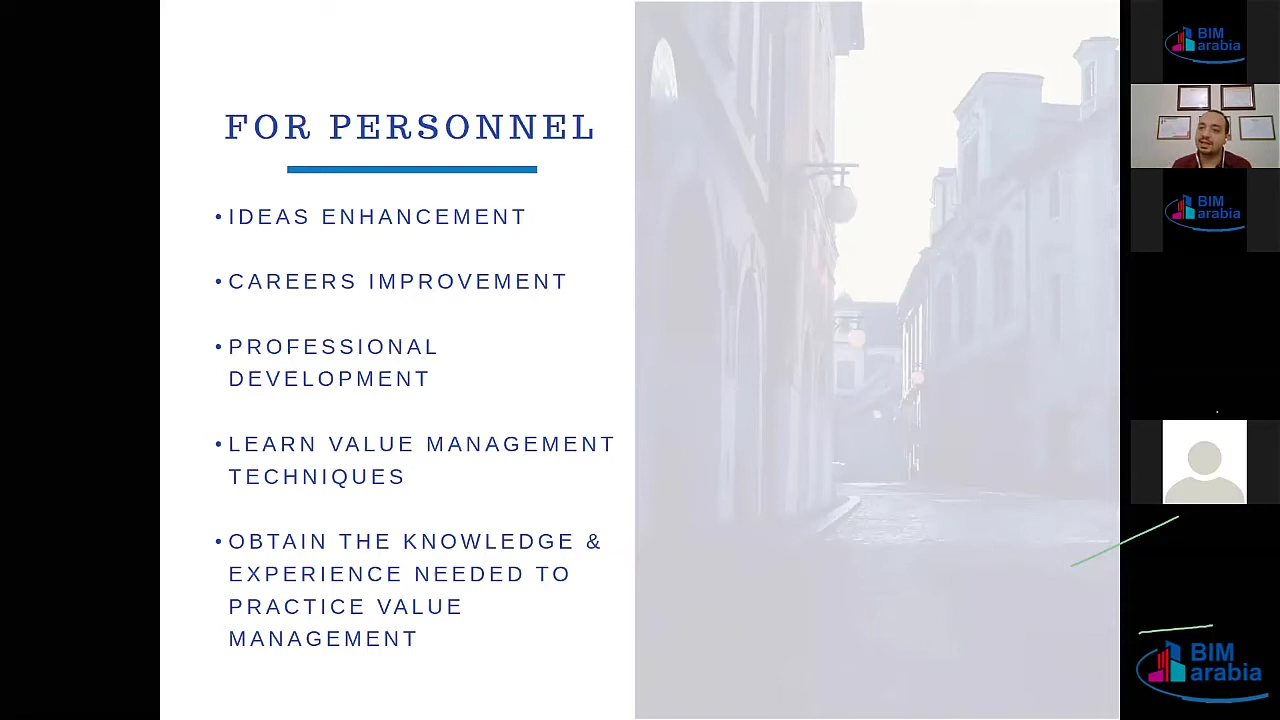 FOR PERSONNEL
• IDEAS ENHANCEMENT
• CAREERS IMPROVEMENT
• PROFESSIONAL
DEVELOPMENT
• LEARN VALUE MANAGEMENT
TECHNIQUES
• OBTAIN THE KNOWLEDGE &
EXPERIENCE NEEDED TO
PRACTICE VALUE
MANAGEMENT
BIM
arabia
BIM
arabia
BIM
arabia